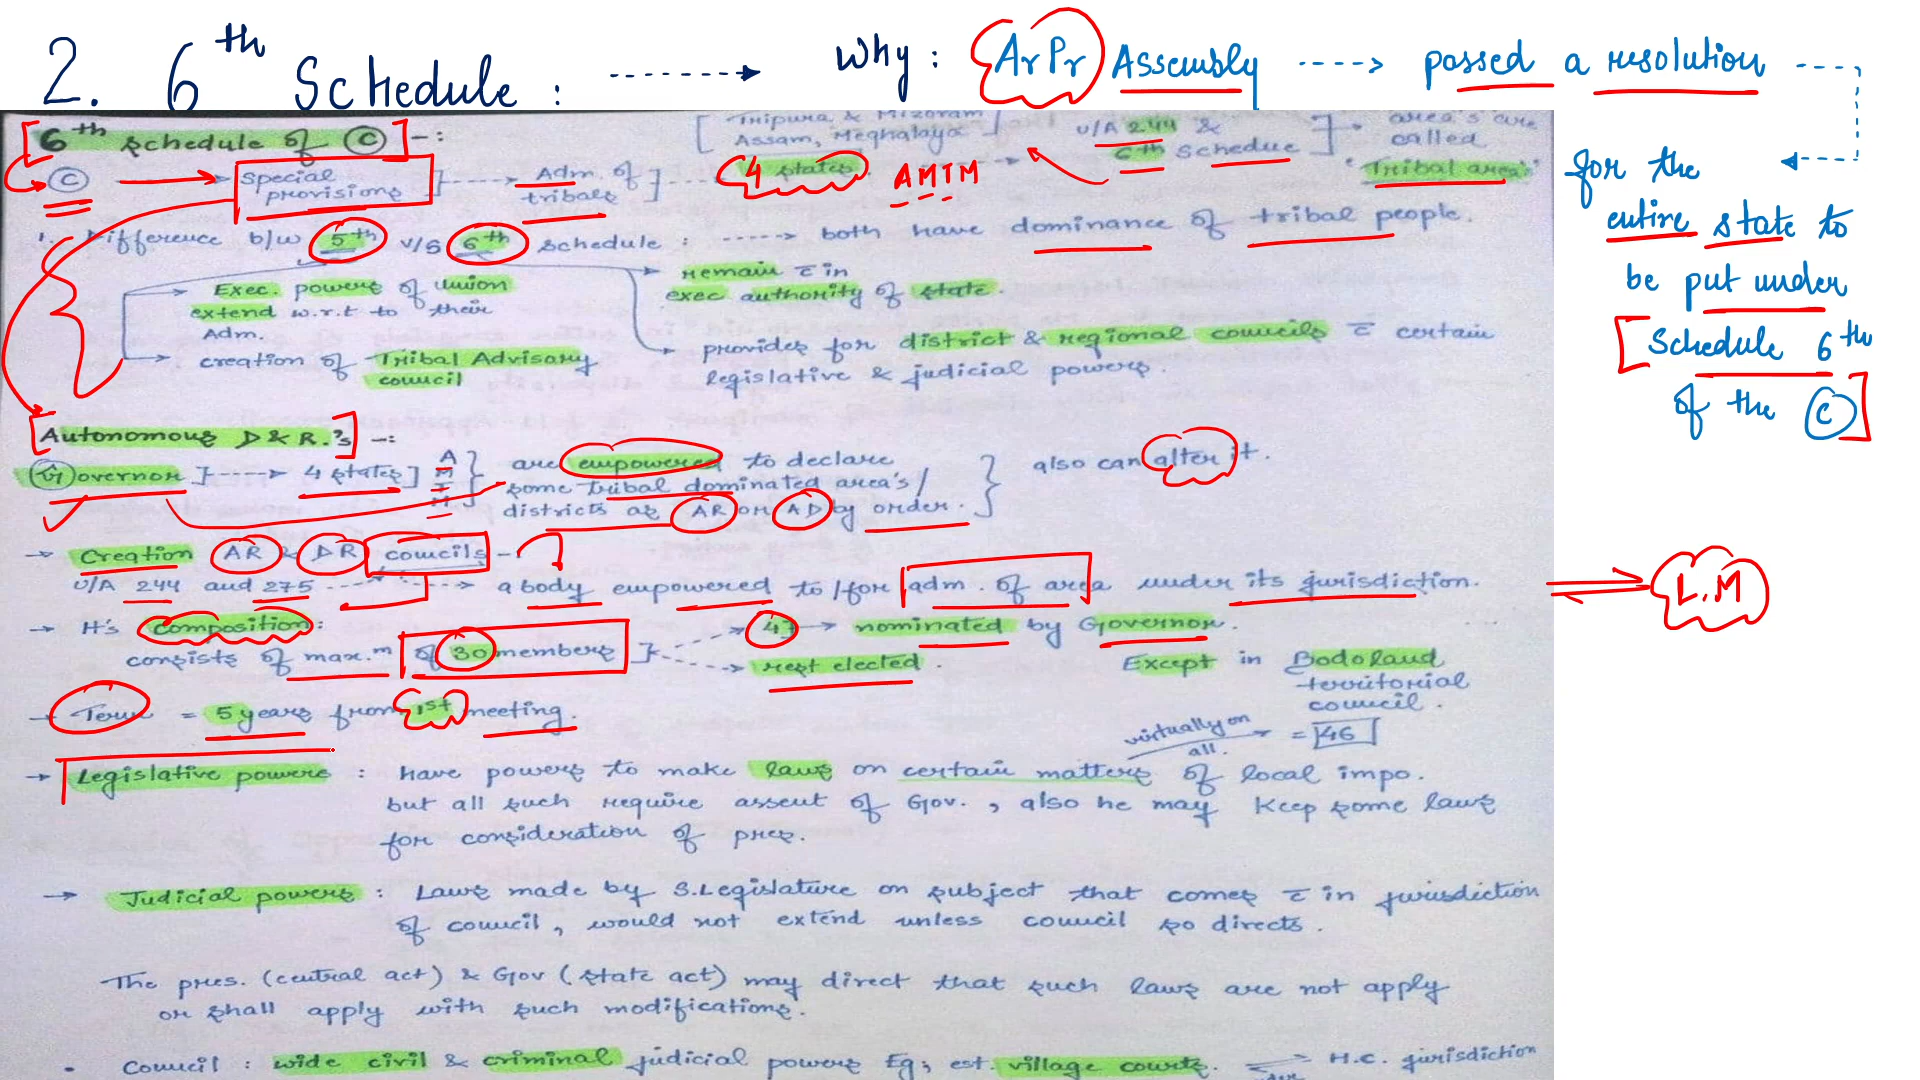 2. 6th Schedule : -----> Why : ArPr Assembly ----> passed a resolution ----
for the
entire state to
be put under
[Schedule 6th
of the (C)]
6th schedule of (C) -:
[Tripura & Mizoram
Assam, Meghalaya]
u/A 244 &
6th Schedue
area's are
called
"Tribal area"
(C) → special
provisions ----> Adm. of
tribals ---- 4 states. AMTM
1. Difference b/w 5th v/s 6th schedule : ----> both have dominance of tribal people.
→ Exec. powers of union
extend w.r.t to their
Adm.
→ creation of Tribal Advisory
council
→ remain c in
exec authority of state.
→ provides for district & regional councils c certain
legislative & judicial powers.
Autonomous D & R.'s -:
Governor ]----> 4 states] A
M
T
M
are empowered to declare
some tribal dominated area's/
districts as AR or AD by order.
also can alter it.
→ Creation AR & DR councils -
u/A 244 and 275 -----> a body empowered to/for adm. of area under its jurisdiction. L.M
→ It's composition:
consists of max.m of 30 members
→ 4 → nominated by Governor.
→ rest elected.
Except in Bodoland
territorial
council.
= 46
→ Term = 5 years from 1st meeting.
virtually on
all.
→ Legislative powers : have powers to make laws on certain matters of local impo.
but all such require assent of Gov., also he may Keep some laws
for consideration of pres.
→ Judicial powers : Laws made by S.Legislature on subject that comes c in jurisdiction
of council, would not extend unless council so directs.
The pres. (central act) & Gov (state act) may direct that such laws are not apply
or shall apply with such modifications.
• Council : wide civil & criminal judicial powers Eg; est. village courts. H.C. jurisdiction